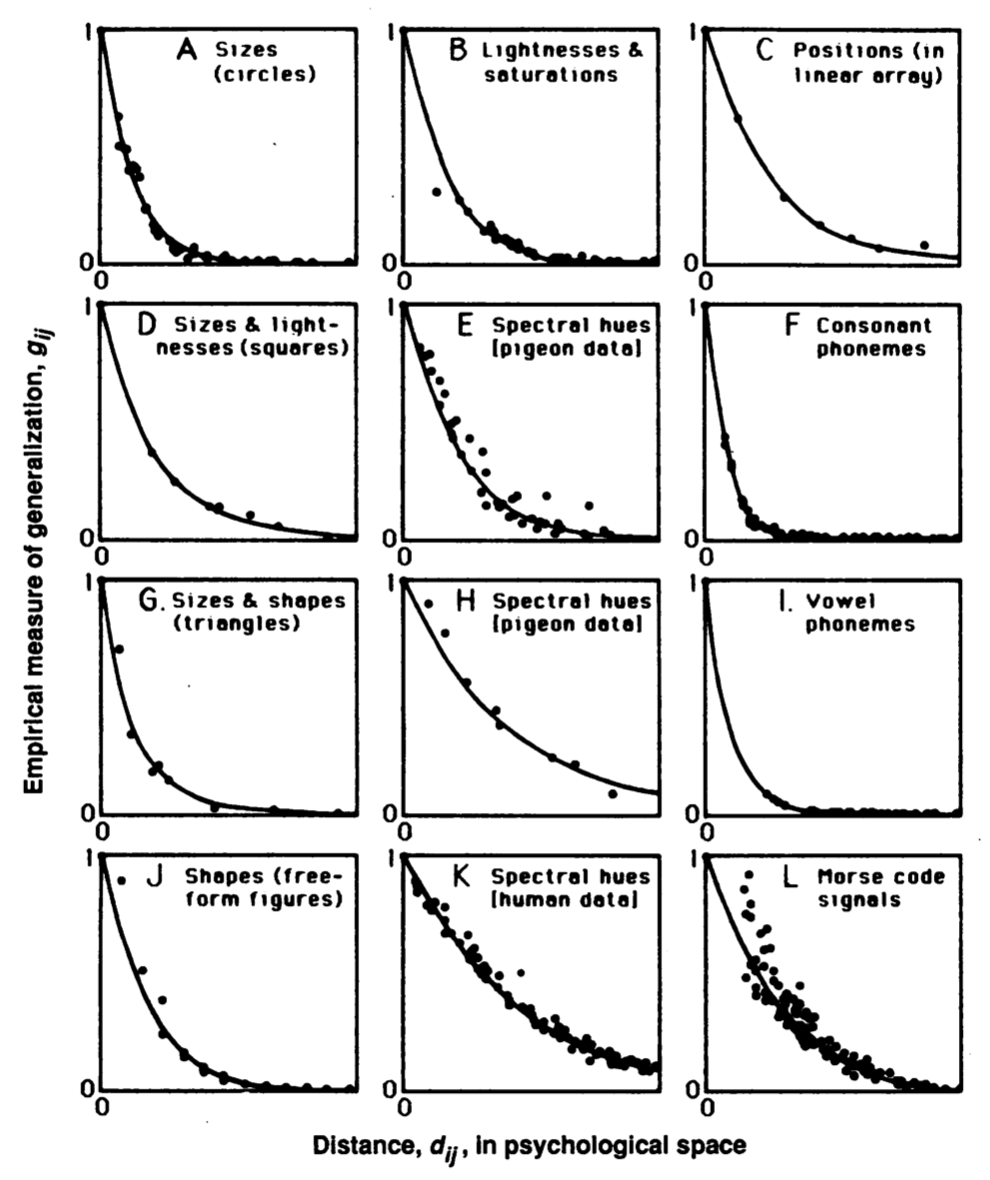 1
A Sizes
(circles)
0
0
B Lightnesses &
saturations
0
0
1
C Positions (in
linear array)
0
0
1
D Sizes & light-
nesses (squares)
0
0
1
E Spectral hues
[pigeon data]
0
0
1
F Consonant
phonemes
0
0
1
G. Sizes & shapes
(triangles)
0
0
1
H Spectral hues
[pigeon data]
0
0
1
I. Vowel
phonemes
0
0
1
J Shapes (free-
form figures)
0
0
1
K Spectral hues
[human data]
0
0
1
L Morse code
signals
0
0
Empirical measure of generalization, gij
Distance, dij, in psychological space